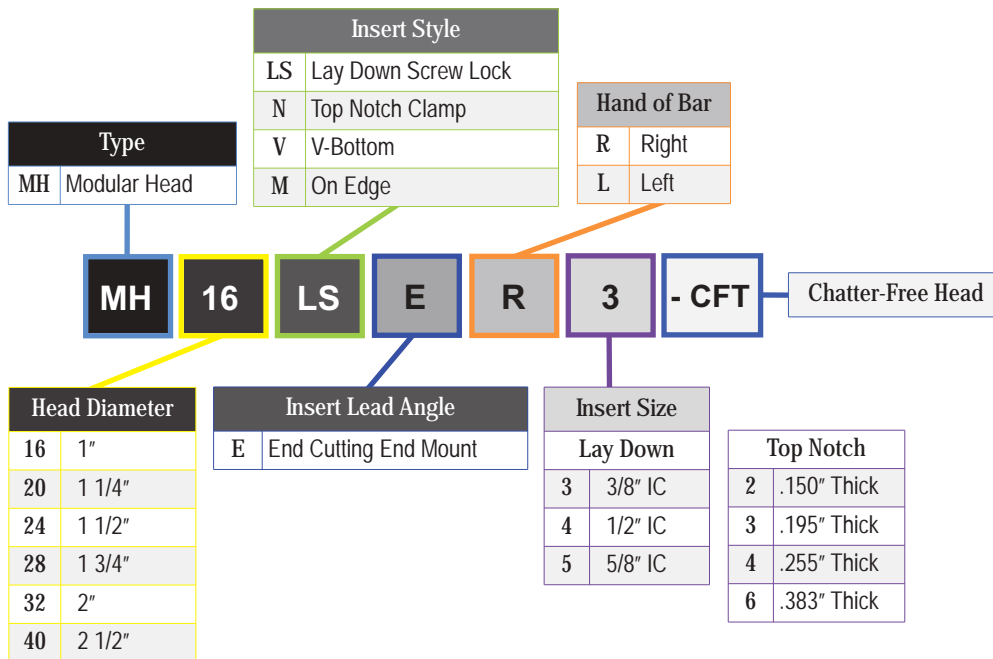 Insert Style
LS Lay Down Screw Lock
N Top Notch Clamp
V V-Bottom
M On Edge
Hand of Bar
R Right
L Left
Type
MH Modular Head
MH 16 LS E R 3 - CFT
Chatter-Free Head
Head Diameter
16 1"
20 1 1/4"
24 1 1/2"
28 1 3/4"
32 2"
40 2 1/2"
Insert Lead Angle
E End Cutting End Mount
Insert Size
Lay Down
3 3/8" IC
4 1/2" IC
5 5/8" IC
Top Notch
2 .150" Thick
3 .195" Thick
4 .255" Thick
6 .383" Thick